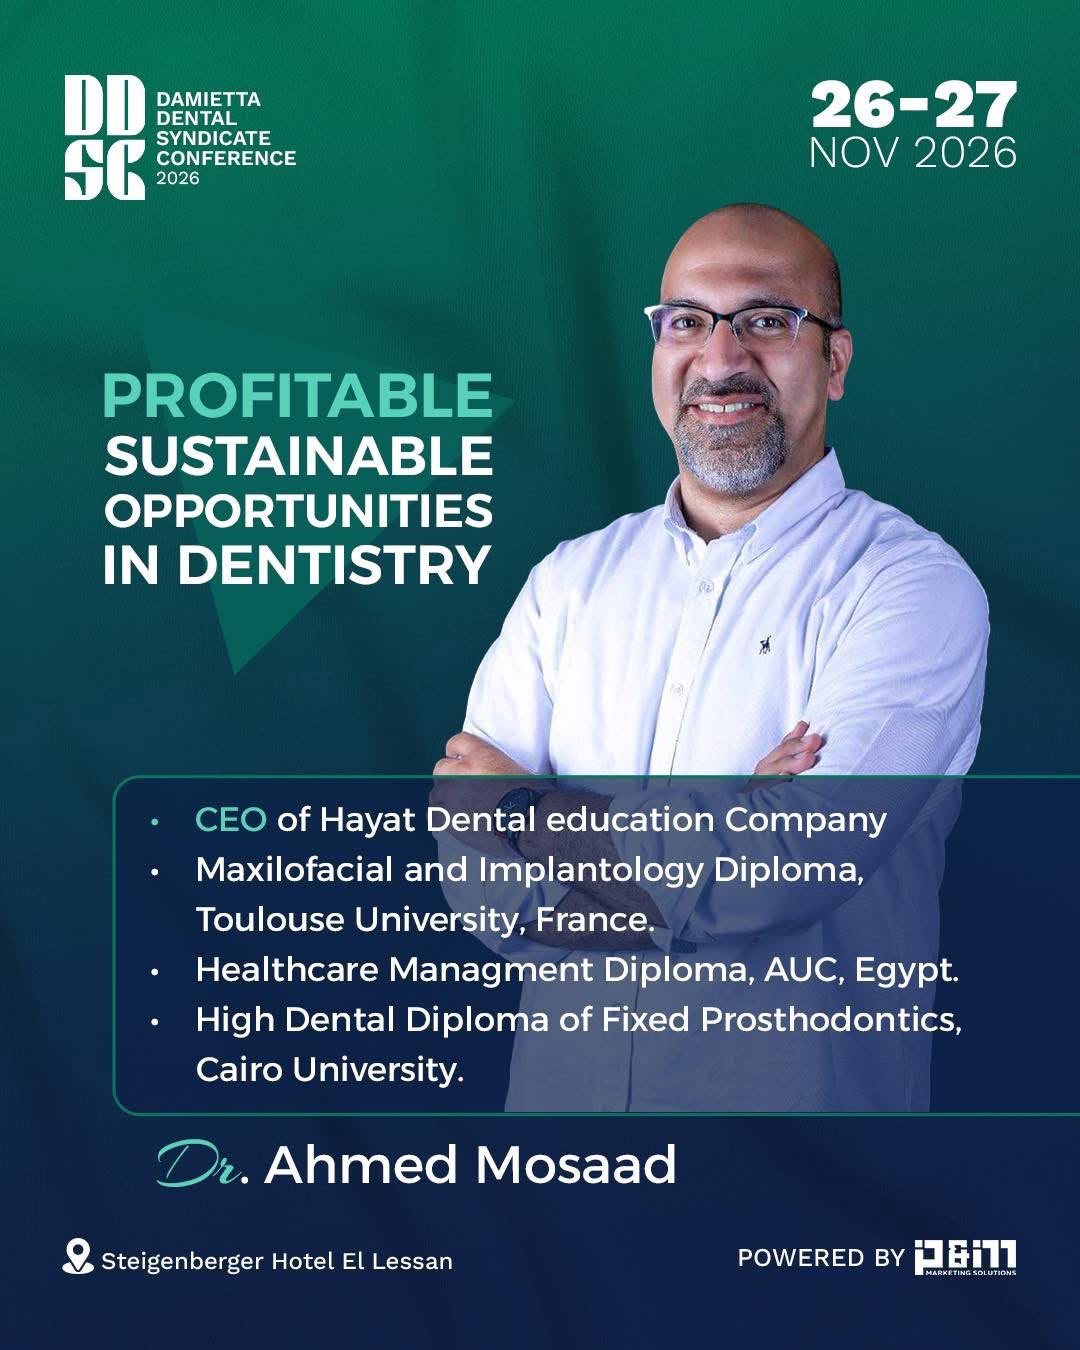 DDSC
DAMIETTA
DENTAL
SYNDICATE
CONFERENCE
2026
26-27
NOV 2026
PROFITABLE
SUSTAINABLE
OPPORTUNITIES
IN DENTISTRY
• CEO of Hayat Dental education Company
• Maxilofacial and Implantology Diploma,
Toulouse University, France.
• Healthcare Managment Diploma, AUC, Egypt.
• High Dental Diploma of Fixed Prosthodontics,
Cairo University.
Dr. Ahmed Mosaad
Steigenberger Hotel El Lessan
POWERED BY P&M
MARKETING SOLUTIONS